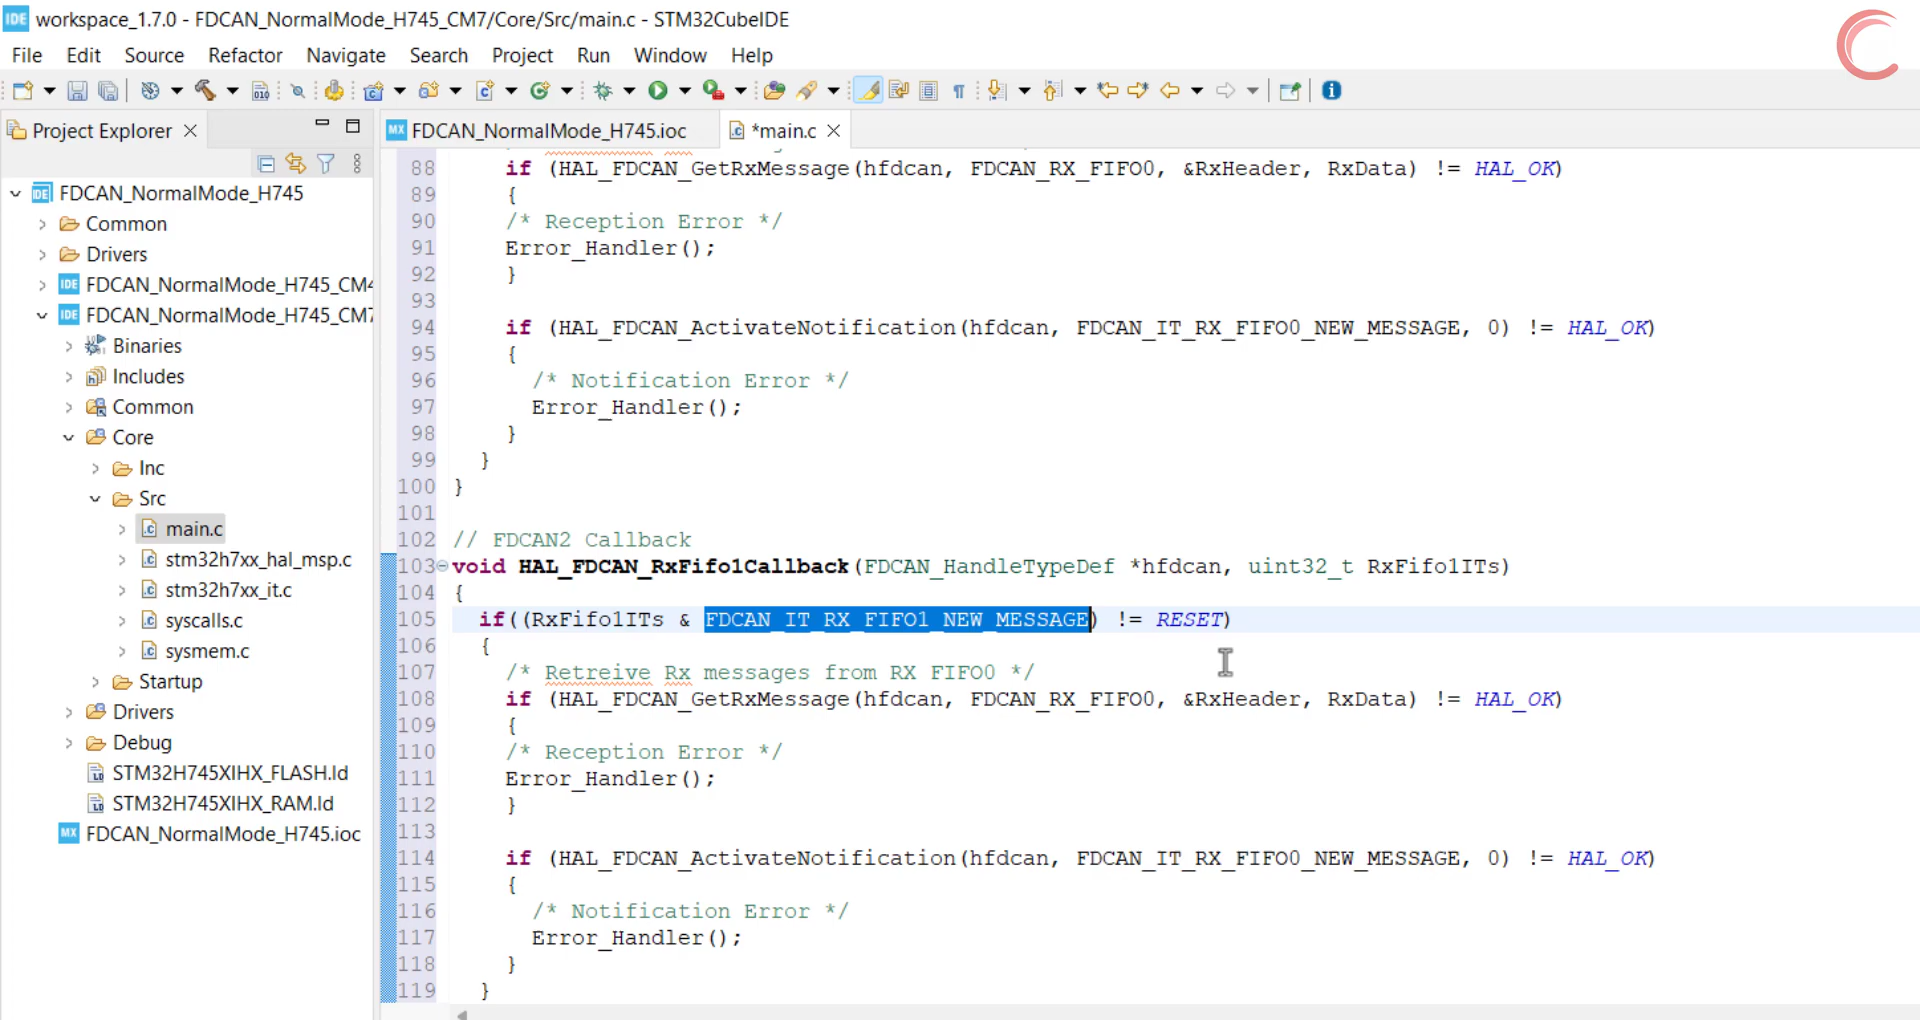 IDE workspace_1.7.0 - FDCAN_NormalMode_H745_CM7/Core/Src/main.c - STM32CubeIDE
File Edit Source Refactor Navigate Search Project Run Window Help
Project Explorer
MX FDCAN_NormalMode_H745.ioc
*main.c
IDE FDCAN_NormalMode_H745
Common
Drivers
IDE FDCAN_NormalMode_H745_CM4
IDE FDCAN_NormalMode_H745_CM7
Binaries
Includes
Common
Core
Inc
Src
main.c
stm32h7xx_hal_msp.c
stm32h7xx_it.c
syscalls.c
sysmem.c
Startup
Drivers
Debug
STM32H745XIHX_FLASH.ld
STM32H745XIHX_RAM.ld
MX FDCAN_NormalMode_H745.ioc
88 if (HAL_FDCAN_GetRxMessage(hfdcan, FDCAN_RX_FIFO0, &RxHeader, RxData) != HAL_OK)
89 {
90 /* Reception Error */
91 Error_Handler();
92 }
93
94 if (HAL_FDCAN_ActivateNotification(hfdcan, FDCAN_IT_RX_FIFO0_NEW_MESSAGE, 0) != HAL_OK)
95 {
96 /* Notification Error */
97 Error_Handler();
98 }
99 }
100 }
101
102 // FDCAN2 Callback
103 void HAL_FDCAN_RxFifo1Callback(FDCAN_HandleTypeDef *hfdcan, uint32_t RxFifo1ITs)
104 {
105 if((RxFifo1ITs & FDCAN_IT_RX_FIFO1_NEW_MESSAGE) != RESET)
106 {
107 /* Retreive Rx messages from RX FIFO0 */
108 if (HAL_FDCAN_GetRxMessage(hfdcan, FDCAN_RX_FIFO0, &RxHeader, RxData) != HAL_OK)
109 {
110 /* Reception Error */
111 Error_Handler();
112 }
113
114 if (HAL_FDCAN_ActivateNotification(hfdcan, FDCAN_IT_RX_FIFO0_NEW_MESSAGE, 0) != HAL_OK)
115 {
116 /* Notification Error */
117 Error_Handler();
118 }
119 }